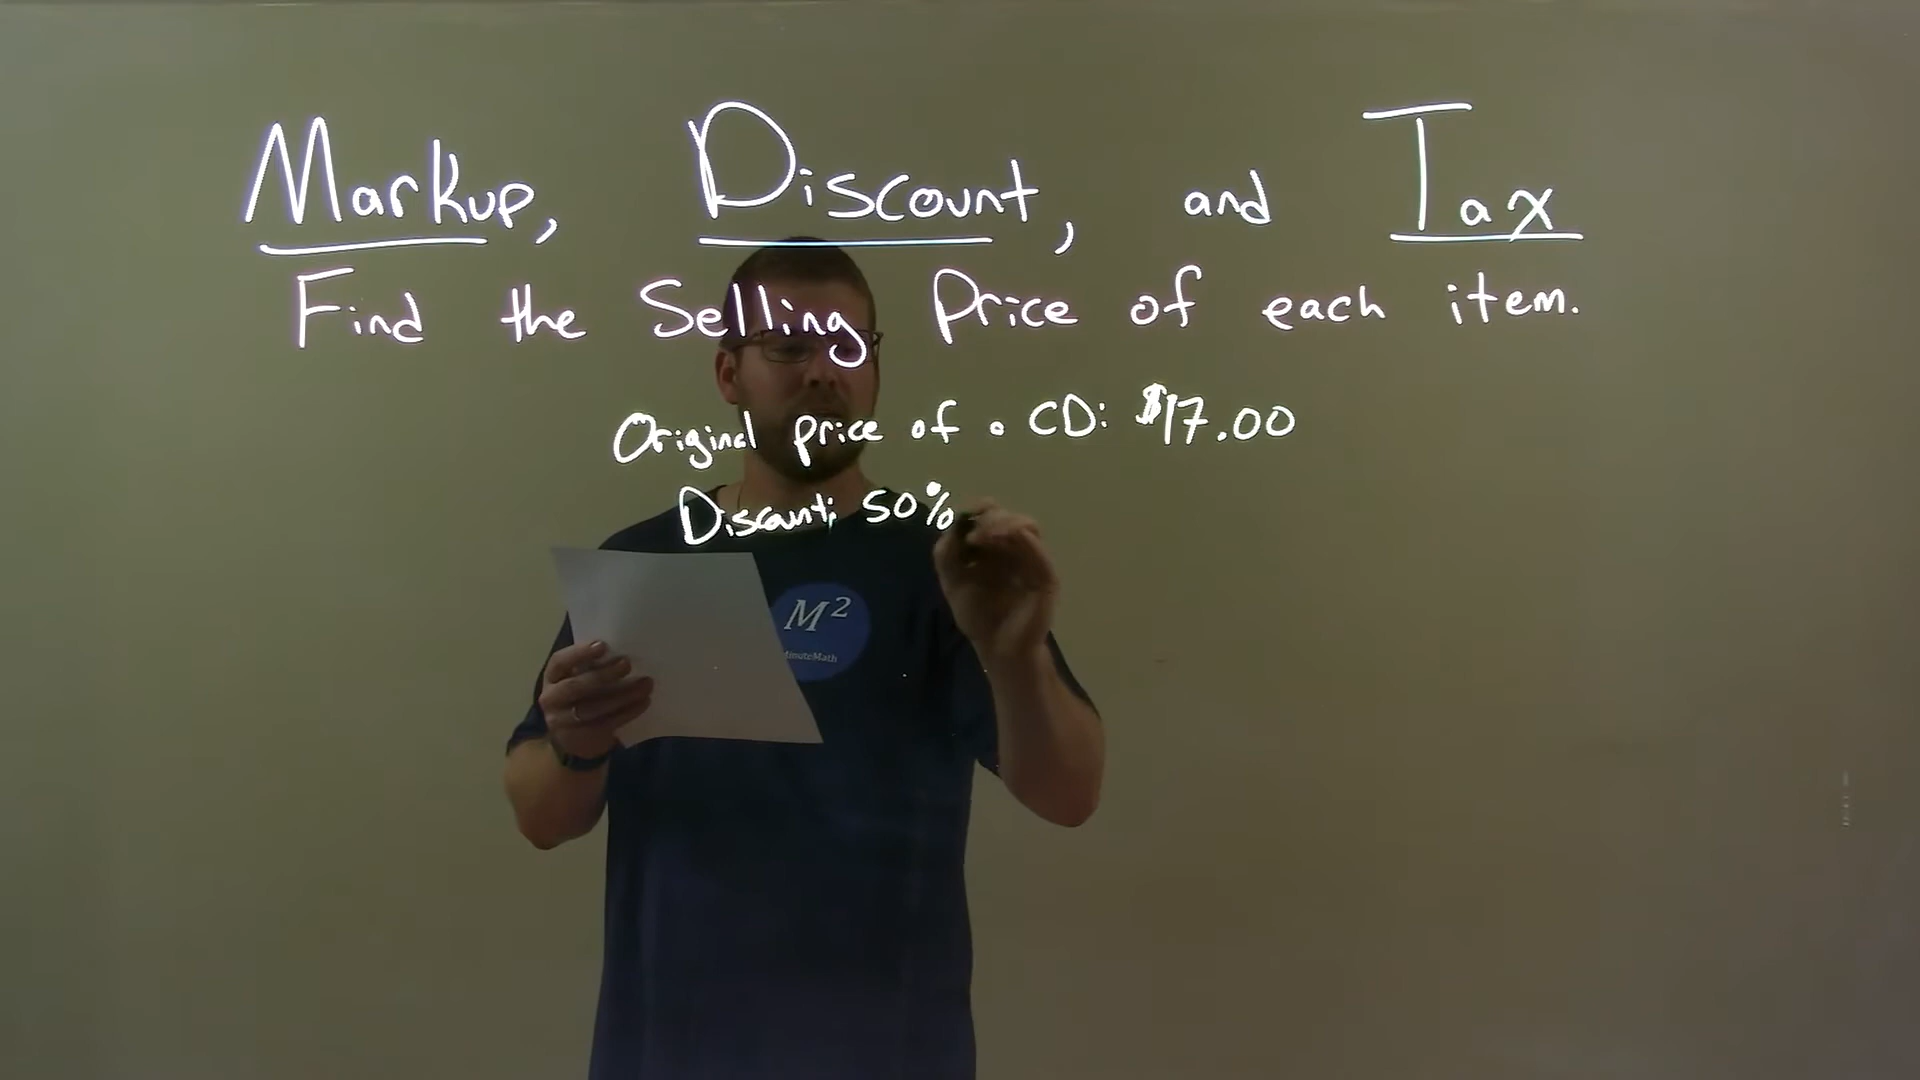 Markup, Discount, and Tax
Find the Selling Price of each item.
Original price of a CD: $17.00
Discount: 50%
M²
MinuteMath